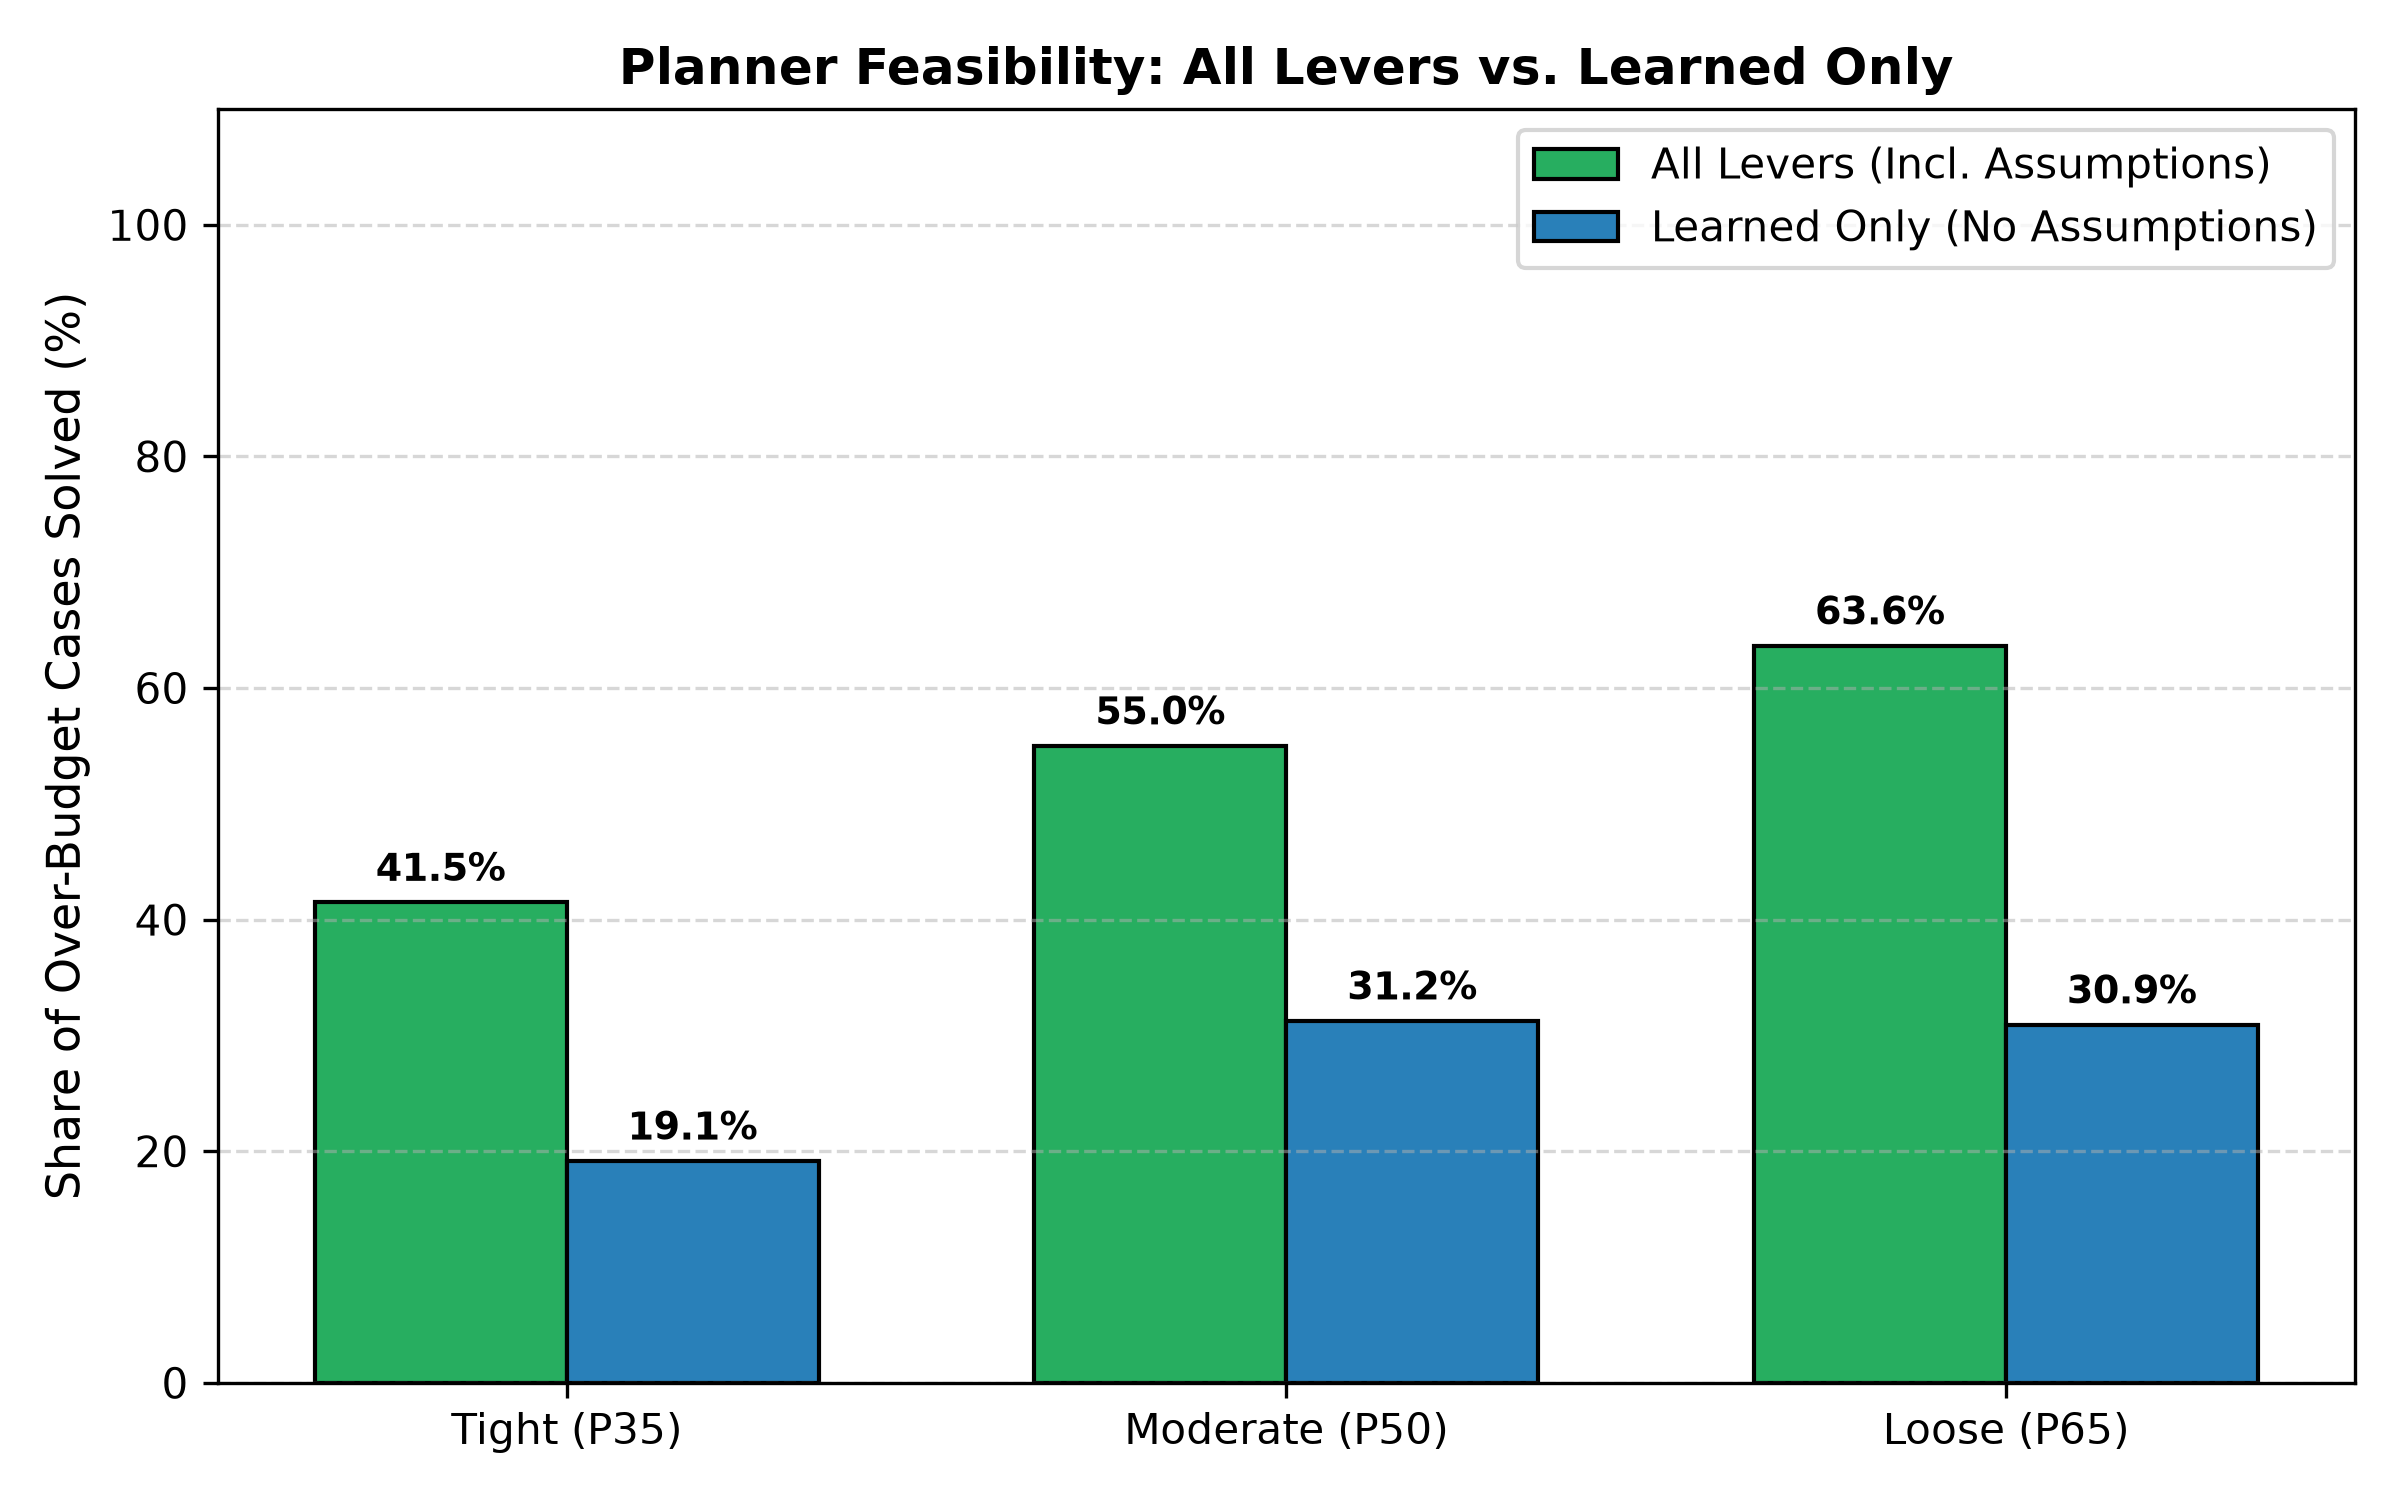 Planner Feasibility: All Levers vs. Learned Only
All Levers (Incl. Assumptions)
Learned Only (No Assumptions)
Share of Over-Budget Cases Solved (%)
100
80
60
40
20
0
41.5%
19.1%
55.0%
31.2%
63.6%
30.9%
Tight (P35)
Moderate (P50)
Loose (P65)